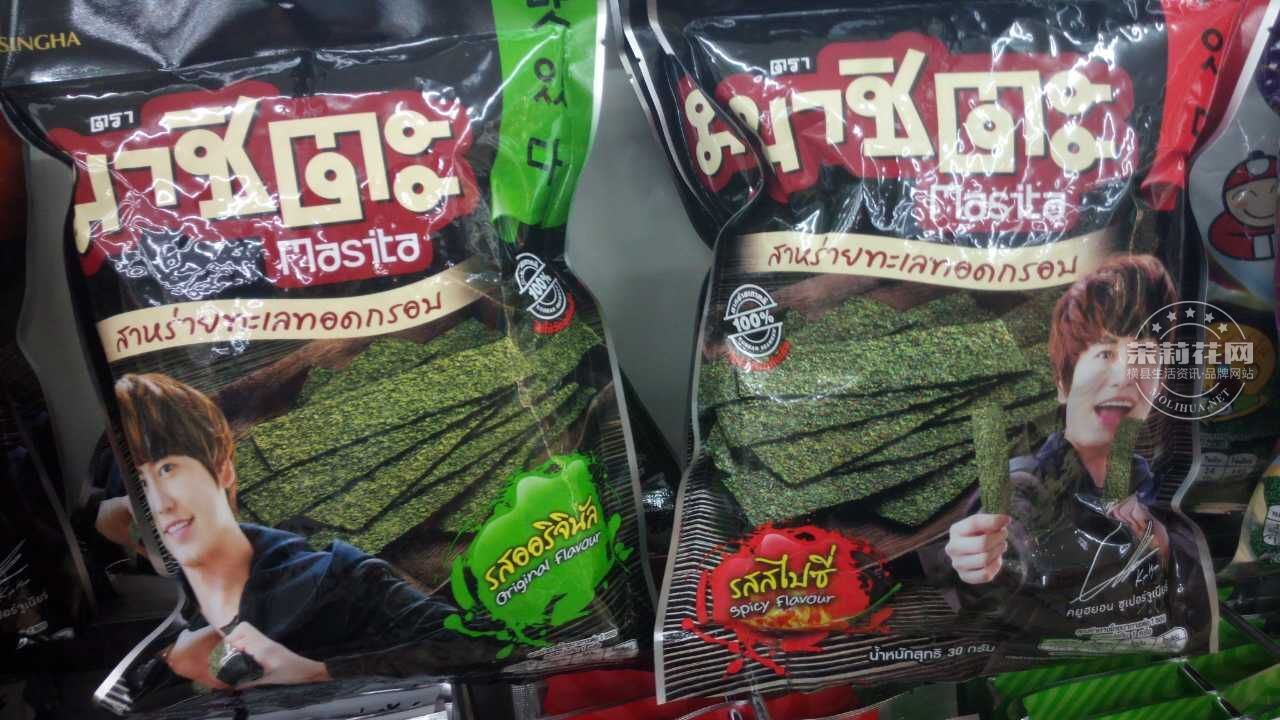 SINGHA
ตรา
มาชิตะ
Masita
สาหร่ายทะเลทอดกรอบ
맛있다
100%
รสออริจินัล
Original Flavour
ตรา
มาชิตะ
Masita
สาหร่ายทะเลทอดกรอบ
있다
100%
รสสไปซี่
Spicy Flavour
คยูฮยอน ซูเปอร์จูเนียร์
น้ำหนักสุทธิ 30 กรัม
茉莉花网
横县生活资讯·品牌网站
MOLIHUA.NET